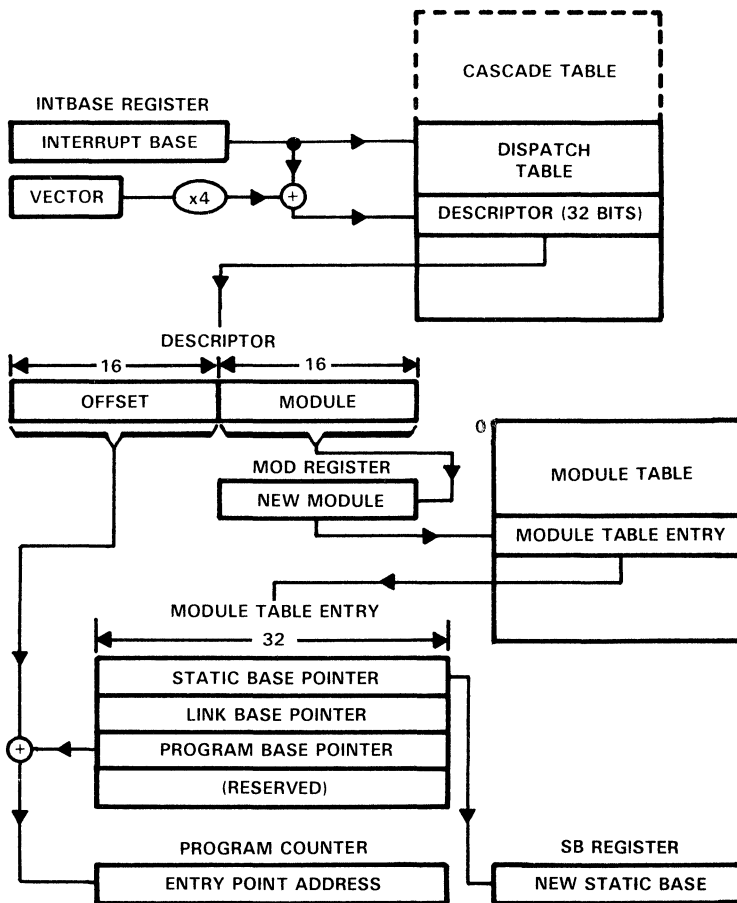 CASCADE TABLE
INTBASE REGISTER
INTERRUPT BASE
DISPATCH
TABLE
VECTOR
x4
+
DESCRIPTOR (32 BITS)
DESCRIPTOR
16
16
OFFSET
MODULE
0
MOD REGISTER
MODULE TABLE
NEW MODULE
MODULE TABLE ENTRY
MODULE TABLE ENTRY
32
STATIC BASE POINTER
LINK BASE POINTER
+
PROGRAM BASE POINTER
(RESERVED)
PROGRAM COUNTER
SB REGISTER
ENTRY POINT ADDRESS
NEW STATIC BASE